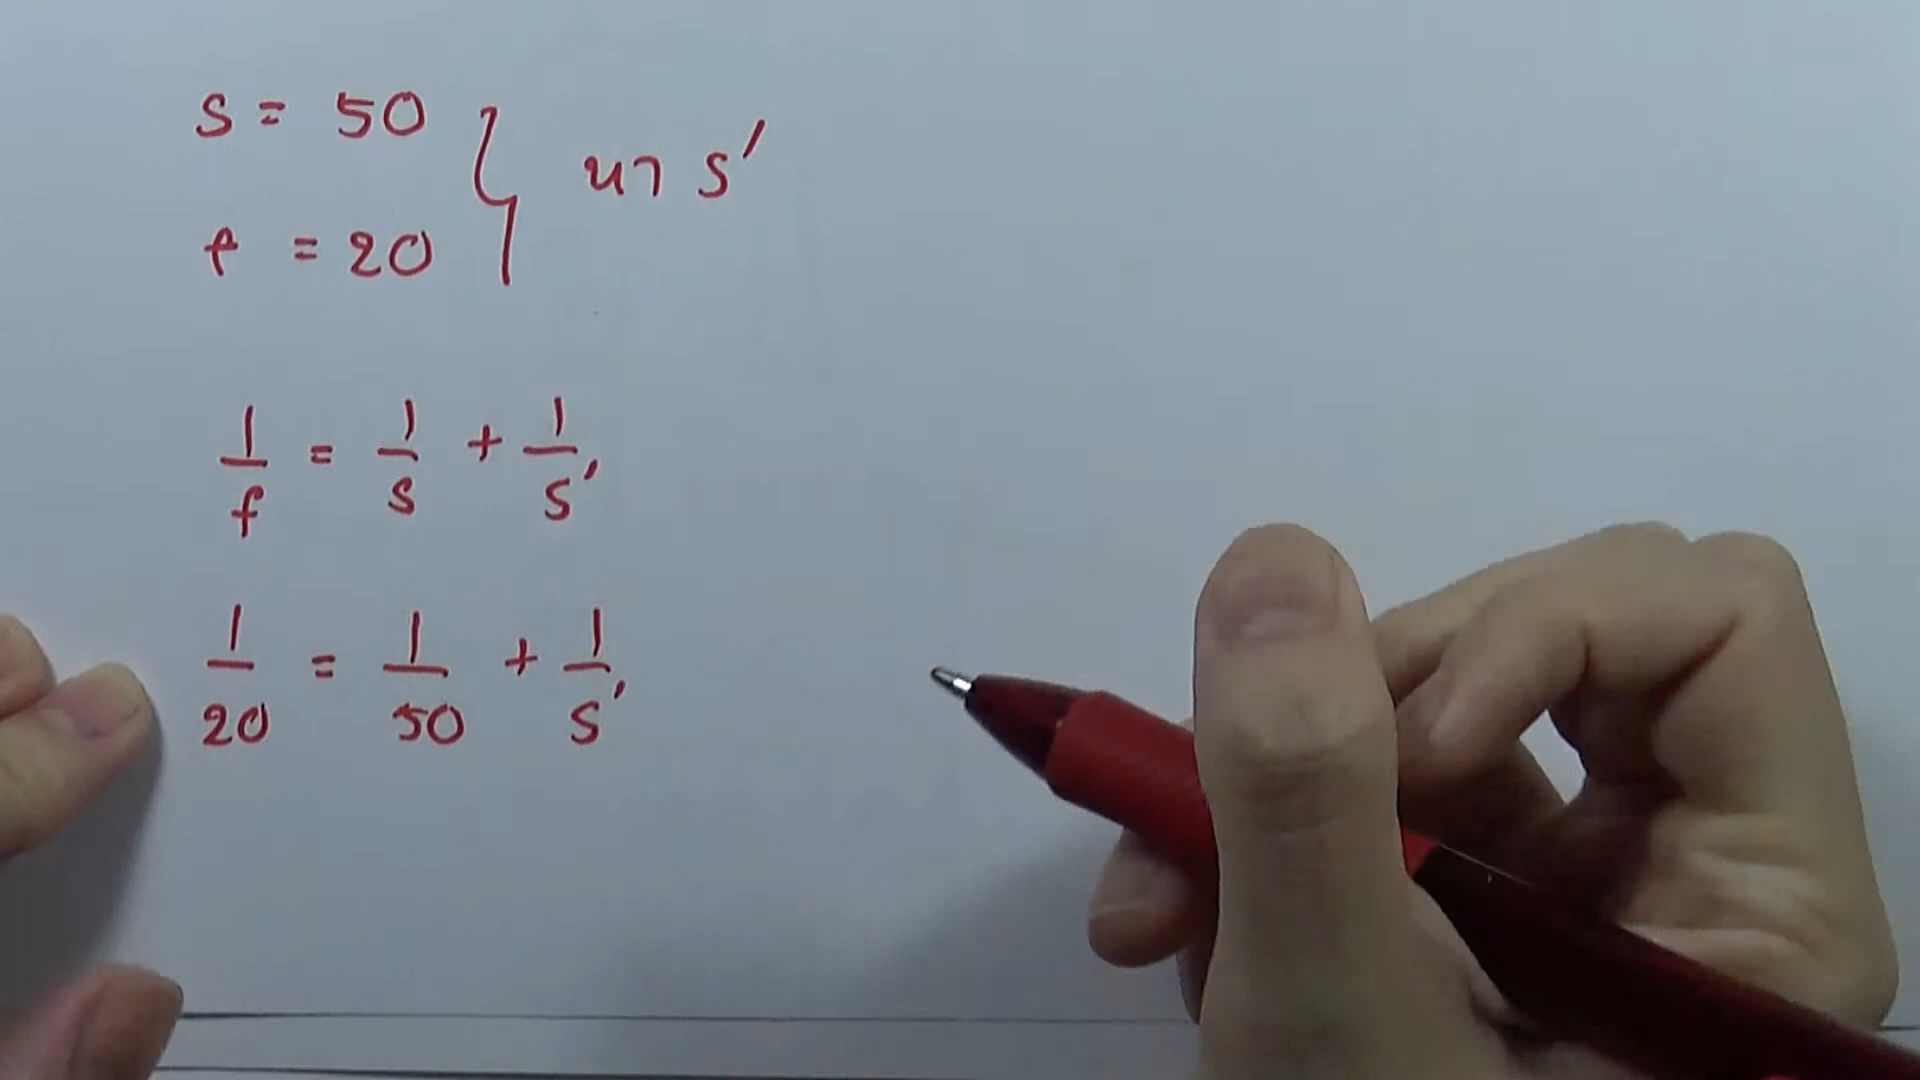 s = 50
f = 20
หา s'
1/f = 1/s + 1/s'
1/20 = 1/50 + 1/s'